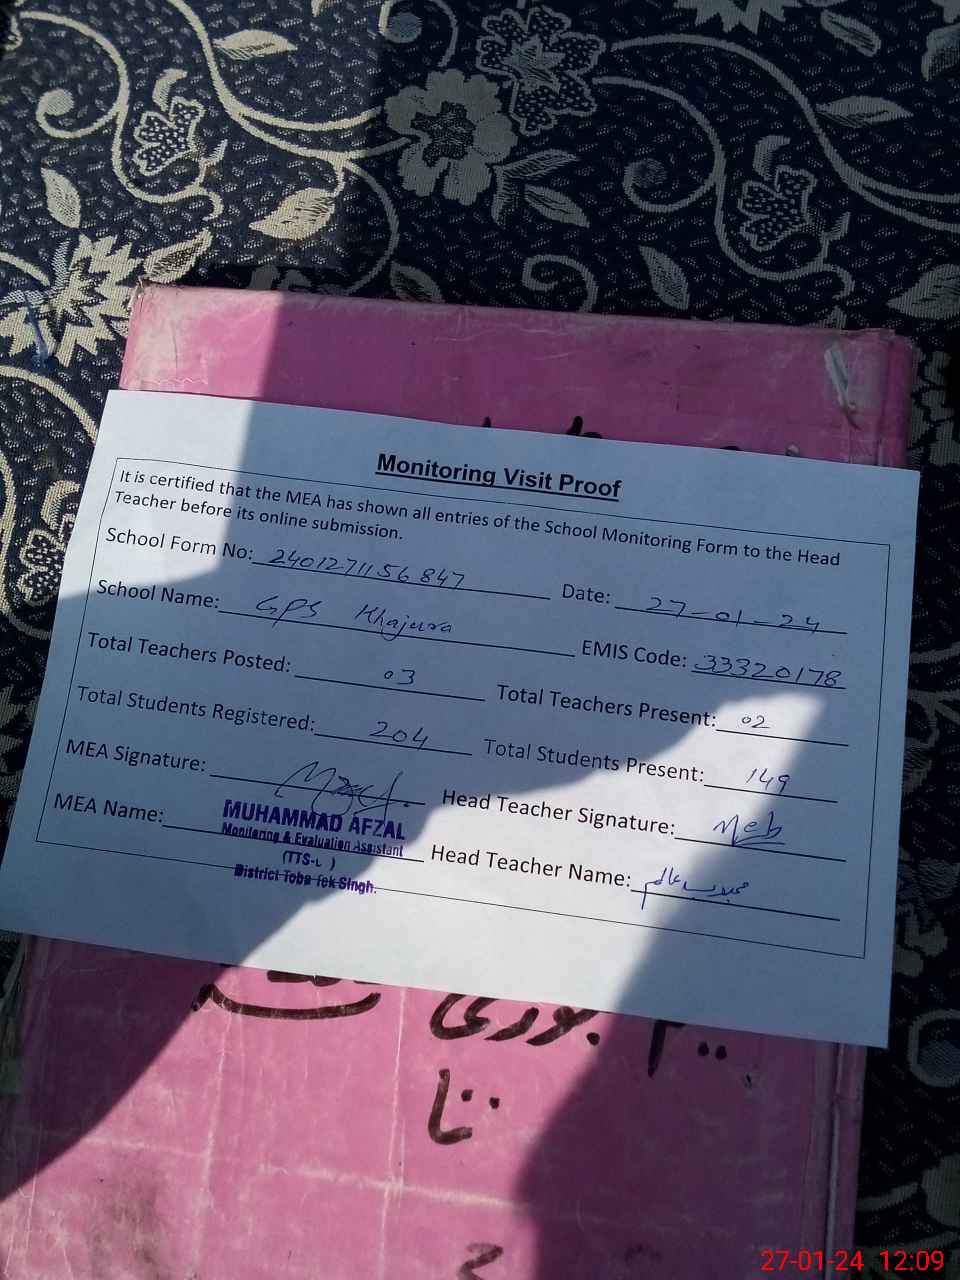 Monitoring Visit Proof
It is certified that the MEA has shown all entries of the School Monitoring Form to the Head
Teacher before its online submission.
School Form No: 2401271156847 Date: 27-01-24
School Name: GPS Khajura EMIS Code: 33320178
Total Teachers Posted: 03 Total Teachers Present: 02
Total Students Registered: 204 Total Students Present: 149
MEA Signature: Head Teacher Signature:
MEA Name: MUHAMMAD AFZAL
Monitoring & Evaluation Assistant
(TTS-L )
District Toba Tek Singh.
Head Teacher Name:
تا
27-01-24 12:09